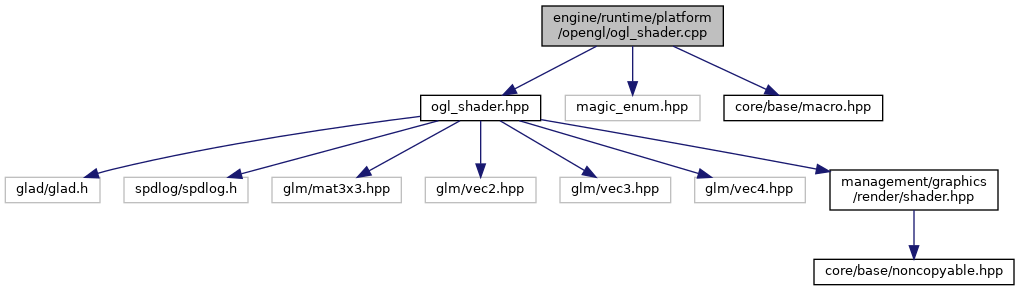 engine/runtime/platform
/opengl/ogl_shader.cpp
ogl_shader.hpp
magic_enum.hpp
core/base/macro.hpp
glad/glad.h
spdlog/spdlog.h
glm/mat3x3.hpp
glm/vec2.hpp
glm/vec3.hpp
glm/vec4.hpp
management/graphics
/render/shader.hpp
core/base/noncopyable.hpp